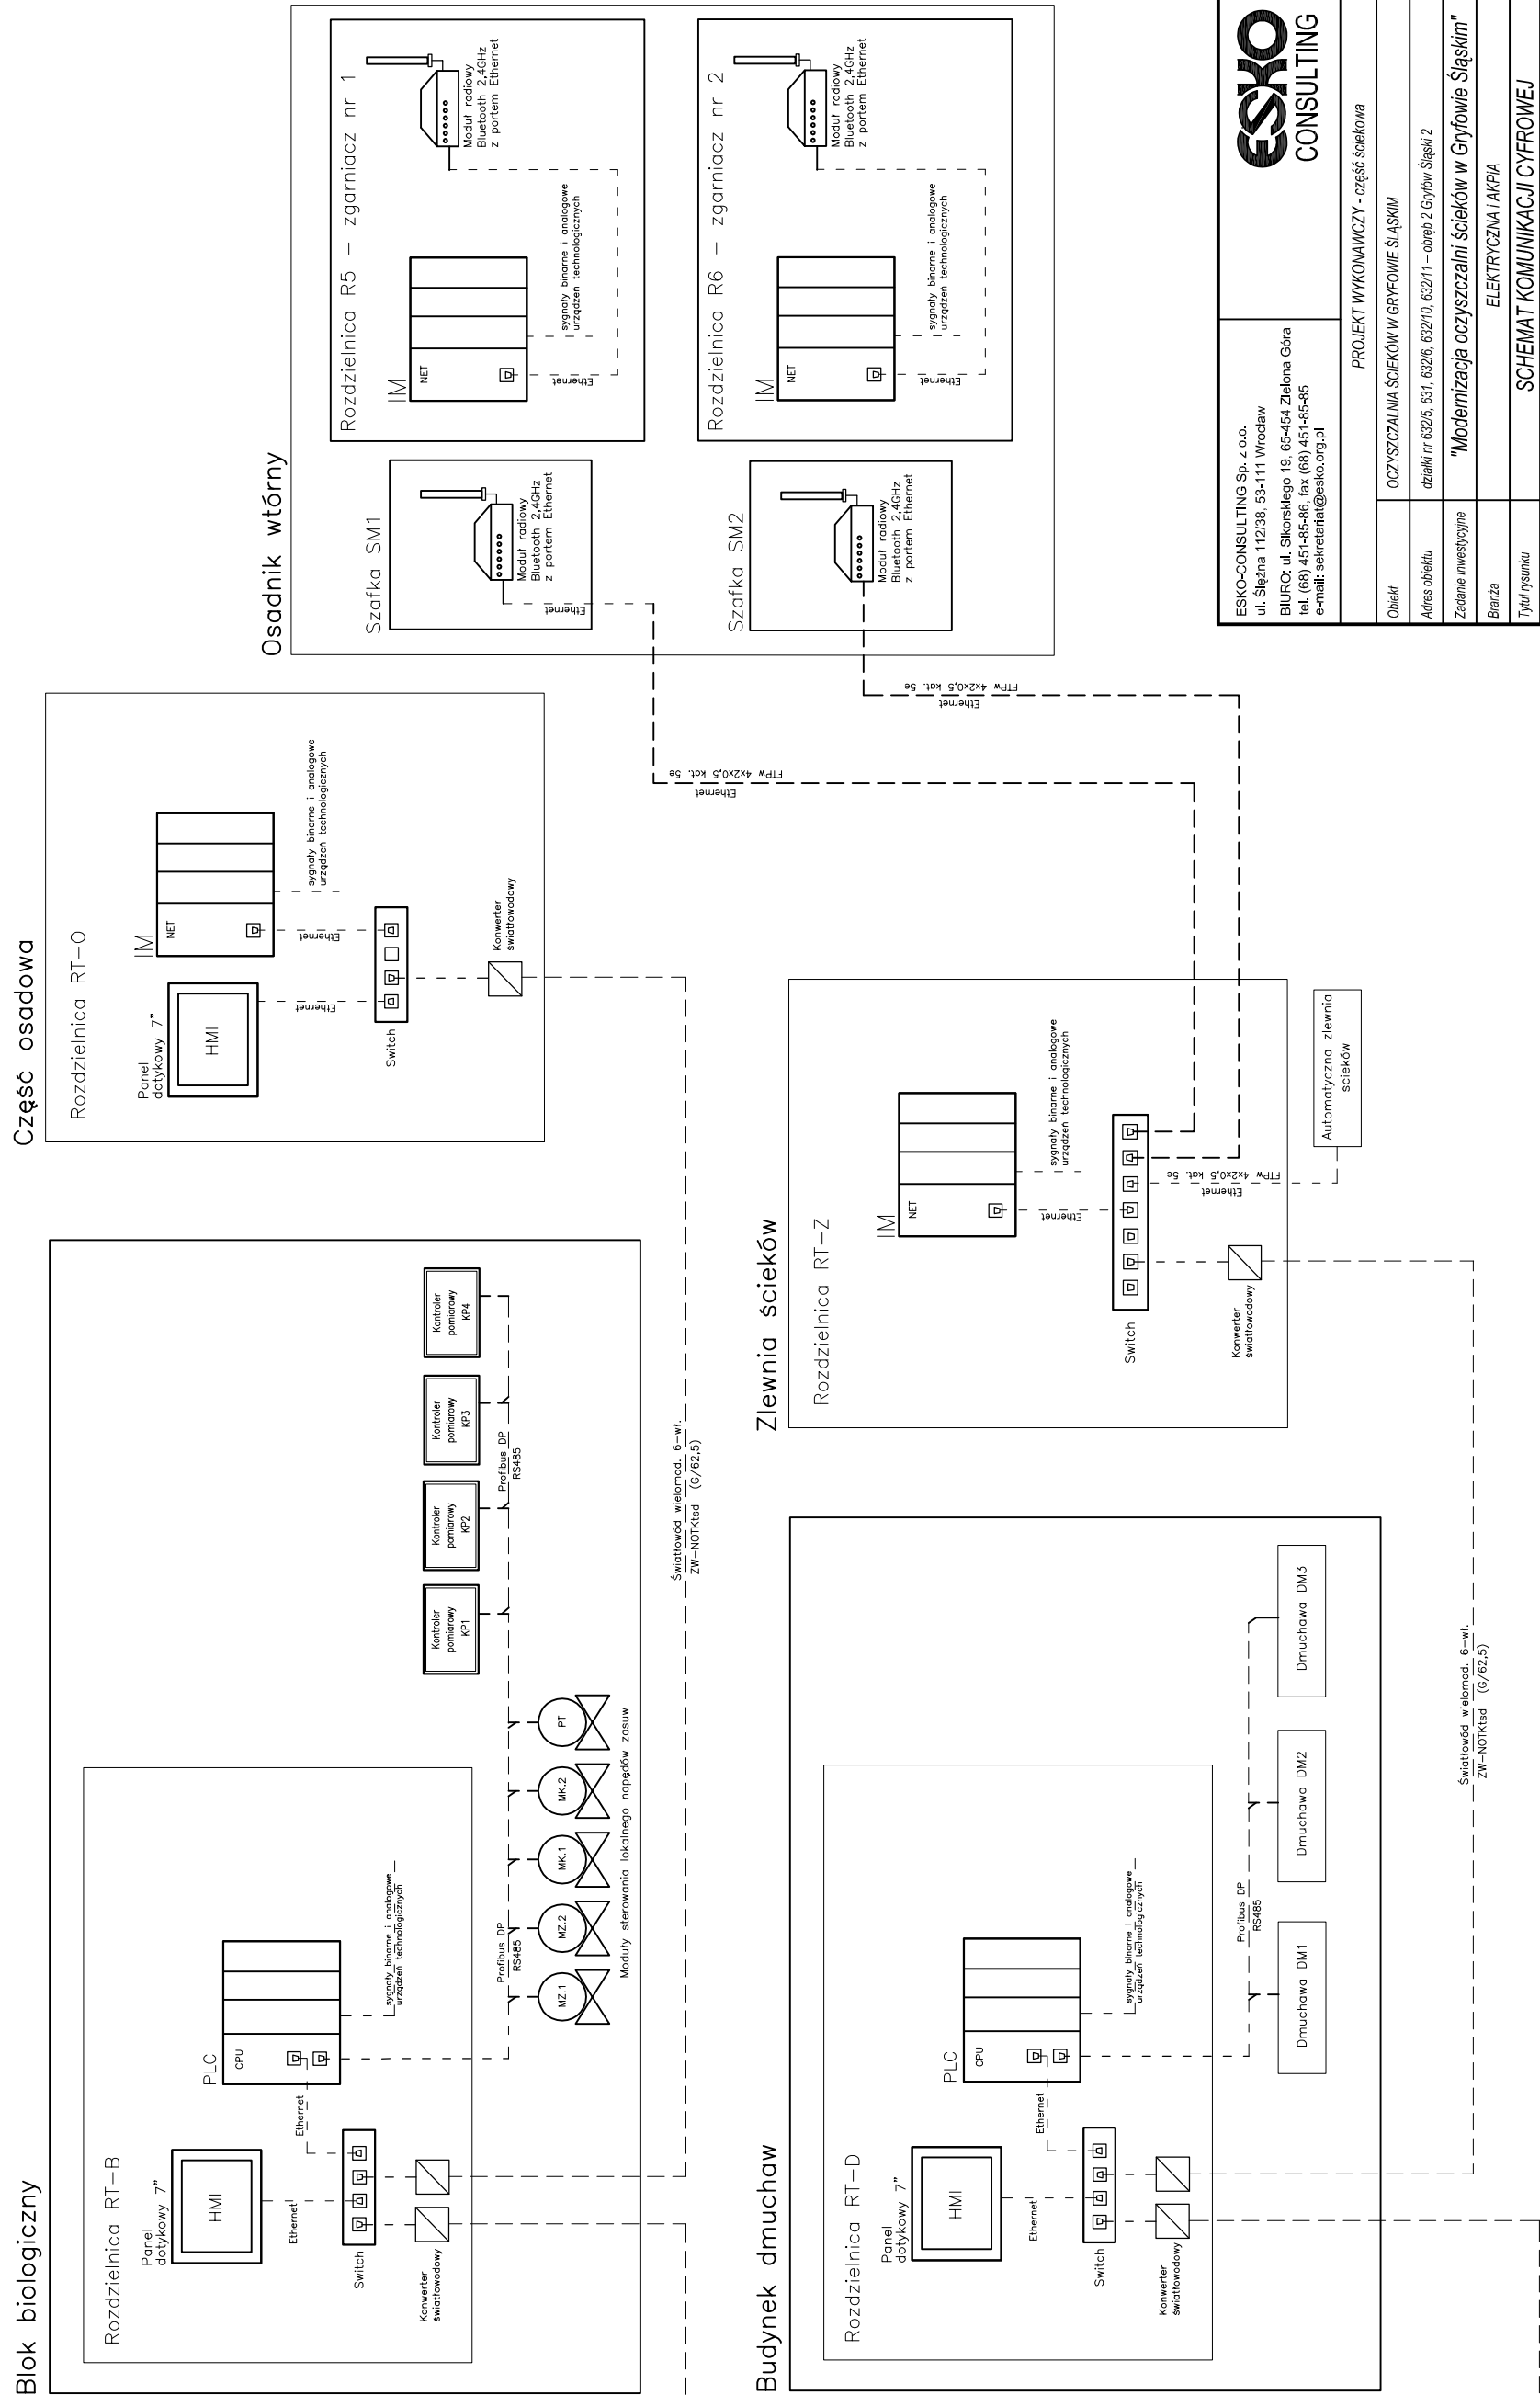 Blok biologiczny
Rozdzielnica RT-B
Panel
dotykowy 7"
HMI
Ethernet
Switch
Konwerter
światłowodowy
PLC
CPU
Ethernet
sygnały binarne i analogowe
urządzeń technologicznych
Profibus DP
RS485
MZ.1
MZ.2
MK.1
MK.2
PT
Moduły sterowania lokalnego napędów zasuw
Kontroler
pomiarowy
KP1
Kontroler
pomiarowy
KP2
Kontroler
pomiarowy
KP3
Kontroler
pomiarowy
KP4
Profibus DP
RS485
Światłowód wielomod. 6-wł.
ZW-NOTKtsd (G/62,5)
Część osadowa
Rozdzielnica RT-O
Panel
dotykowy 7"
HMI
Ethernet
Switch
IM
NET
Ethernet
sygnały binarne i analogowe
urządzeń technologicznych
Konwerter
światłowodowy
Osadnik wtórny
Szafka SM1
Moduł radiowy
Bluetooth 2,4GHz
z portem Ethernet
Ethernet
Rozdzielnica R5 - zgarniacz nr 1
IM
NET
Ethernet
sygnały binarne i analogowe
urządzeń technologicznych
Moduł radiowy
Bluetooth 2,4GHz
z portem Ethernet
Szafka SM2
Moduł radiowy
Bluetooth 2,4GHz
z portem Ethernet
Rozdzielnica R6 - zgarniacz nr 2
IM
NET
Ethernet
sygnały binarne i analogowe
urządzeń technologicznych
Moduł radiowy
Bluetooth 2,4GHz
z portem Ethernet
FTPw 4x2x0,5 kat. 5e
Ethernet
FTPw 4x2x0,5 kat. 5e
Ethernet
Budynek dmuchaw
Rozdzielnica RT-D
Panel
dotykowy 7"
HMI
Ethernet
Switch
Konwerter
światłowodowy
PLC
CPU
Ethernet
sygnały binarne i analogowe
urządzeń technologicznych
Profibus DP
RS485
Dmuchawa DM1
Dmuchawa DM2
Dmuchawa DM3
Światłowód wielomod. 6-wł.
ZW-NOTKtsd (G/62,5)
Zlewnia ścieków
Rozdzielnica RT-Z
IM
NET
Ethernet
sygnały binarne i analogowe
urządzeń technologicznych
Switch
Konwerter
światłowodowy
FTPw 4x2x0,5 kat. 5e
Ethernet
Automatyczna zlewnia
ścieków
ESKO-CONSULTING Sp. z o.o.
ul. Ślężna 112/38, 53-111 Wrocław
BIURO: ul. Sikorskiego 19, 65-454 Zielona Góra
tel. (68) 451-85-86, fax (68) 451-85-85
e-mail: sekretariat@esko.org.pl
ESKO
CONSULTING
PROJEKT WYKONAWCZY - część ściekowa
Obiekt OCZYSZCZALNIA ŚCIEKÓW W GRYFOWIE ŚLĄSKIM
Adres obiektu działki nr 632/5, 631, 632/6, 632/10, 632/11 – obręb 2 Gryfów Śląski 2
Zadanie inwestycyjne "Modernizacja oczyszczalni ścieków w Gryfowie Śląskim"
Branża ELEKTRYCZNA i AKPiA
Tytuł rysunku SCHEMAT KOMUNIKACJI CYFROWEJ